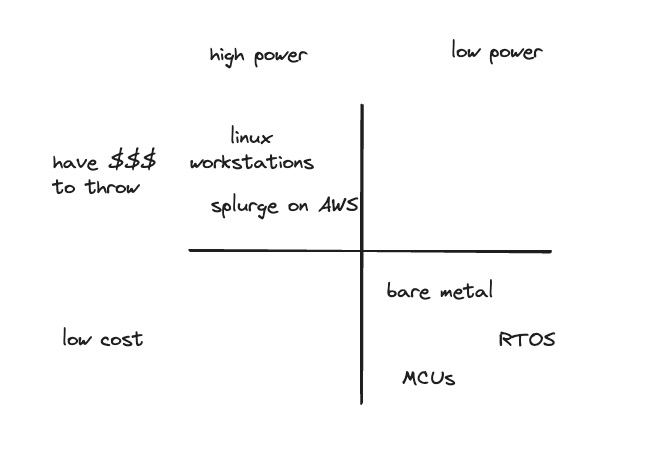 high power
low power
have $$$
to throw
linux
workstations
splurge on AWS
bare metal
low cost
RTOS
MCUs